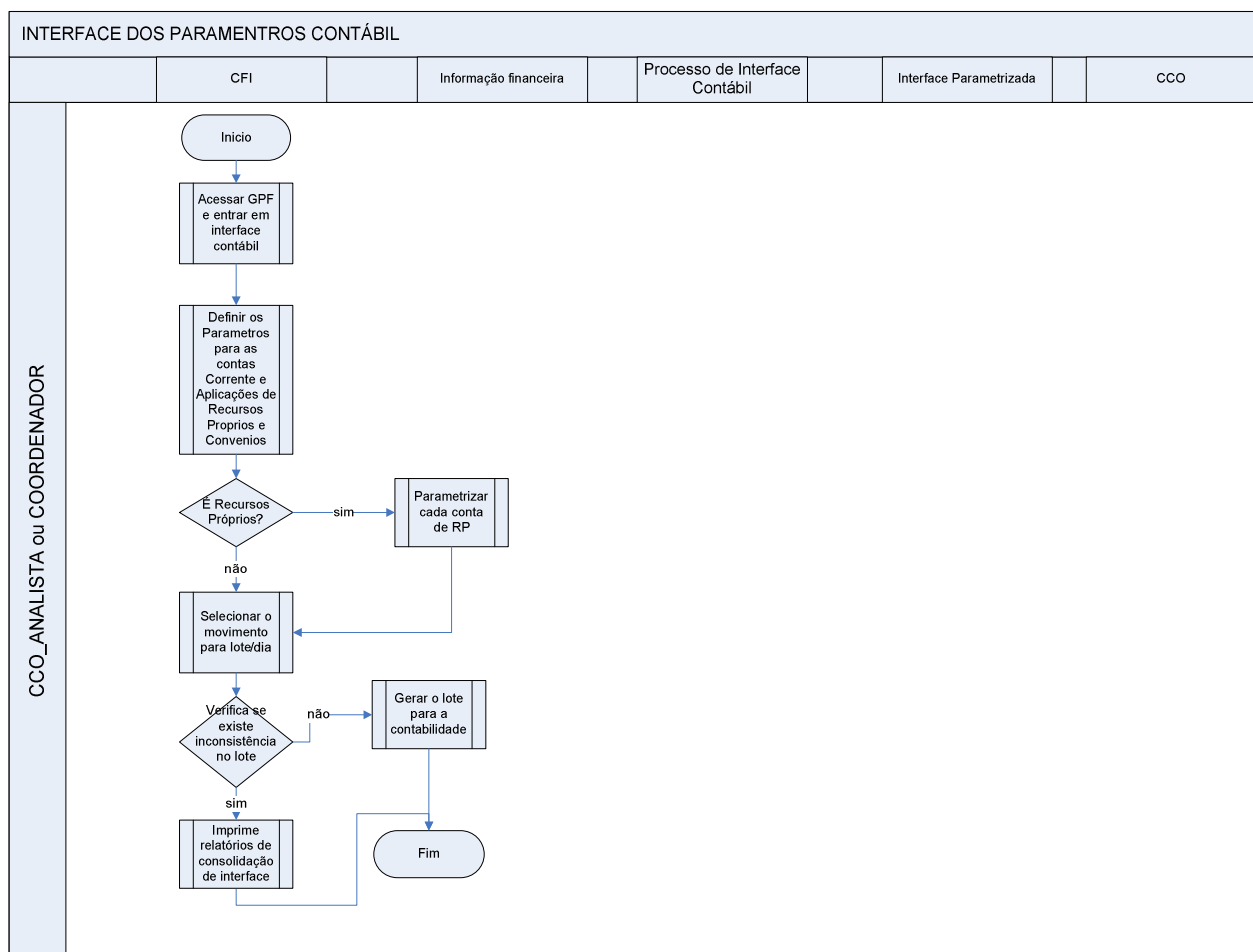 INTERFACE DOS PARAMENTROS CONTÁBIL
CFI
Informação financeira
Processo de Interface
Contábil
Interface Parametrizada
CCO
CCO_ANALISTA ou COORDENADOR
Inicio
Acessar GPF
e entrar em
interface
contábil
Definir os
Parametros
para as
contas
Corrente e
Aplicações de
Recursos
Proprios e
Convenios
É Recursos
Próprios?
sim
Parametrizar
cada conta
de RP
não
Selecionar o
movimento
para lote/dia
Verifica se
existe
inconsistência
no lote
não
Gerar o lote
para a
contabilidade
sim
Imprime
relatórios de
consolidação
de interface
Fim